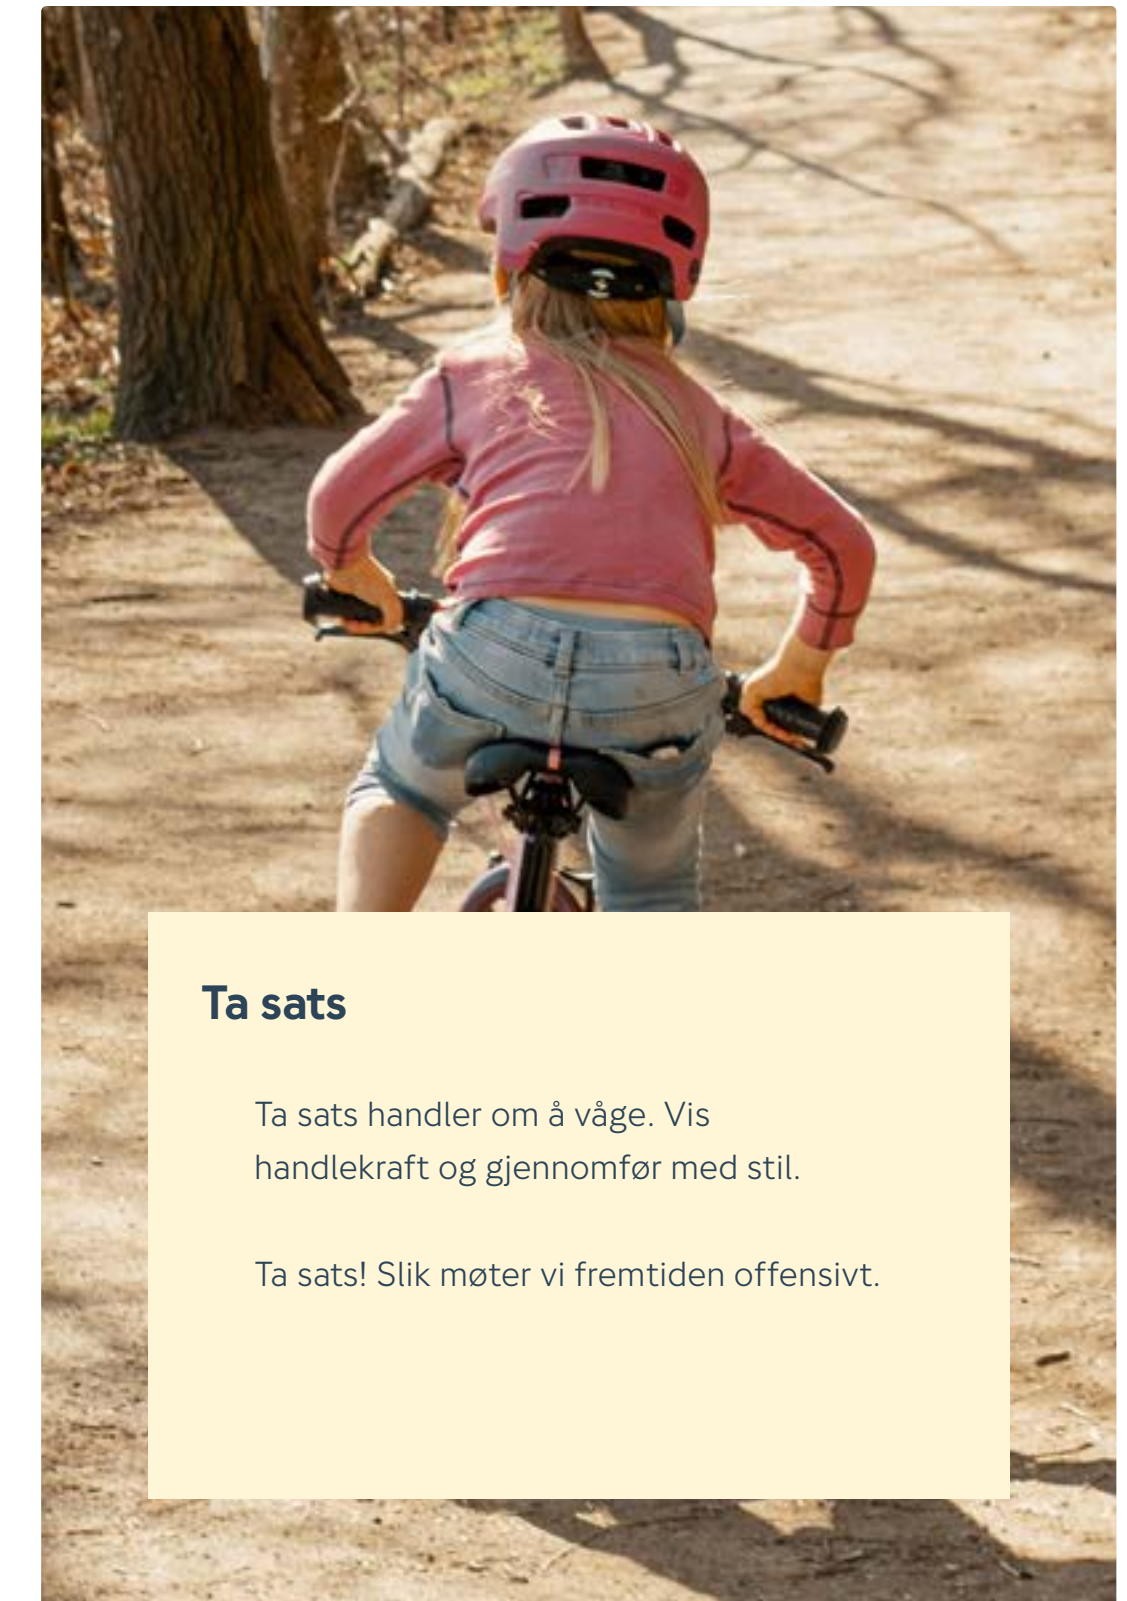 Ta sats
Ta sats handler om å våge. Vis
handlekraft og gjennomfør med stil.
Ta sats! Slik møter vi fremtiden offensivt.